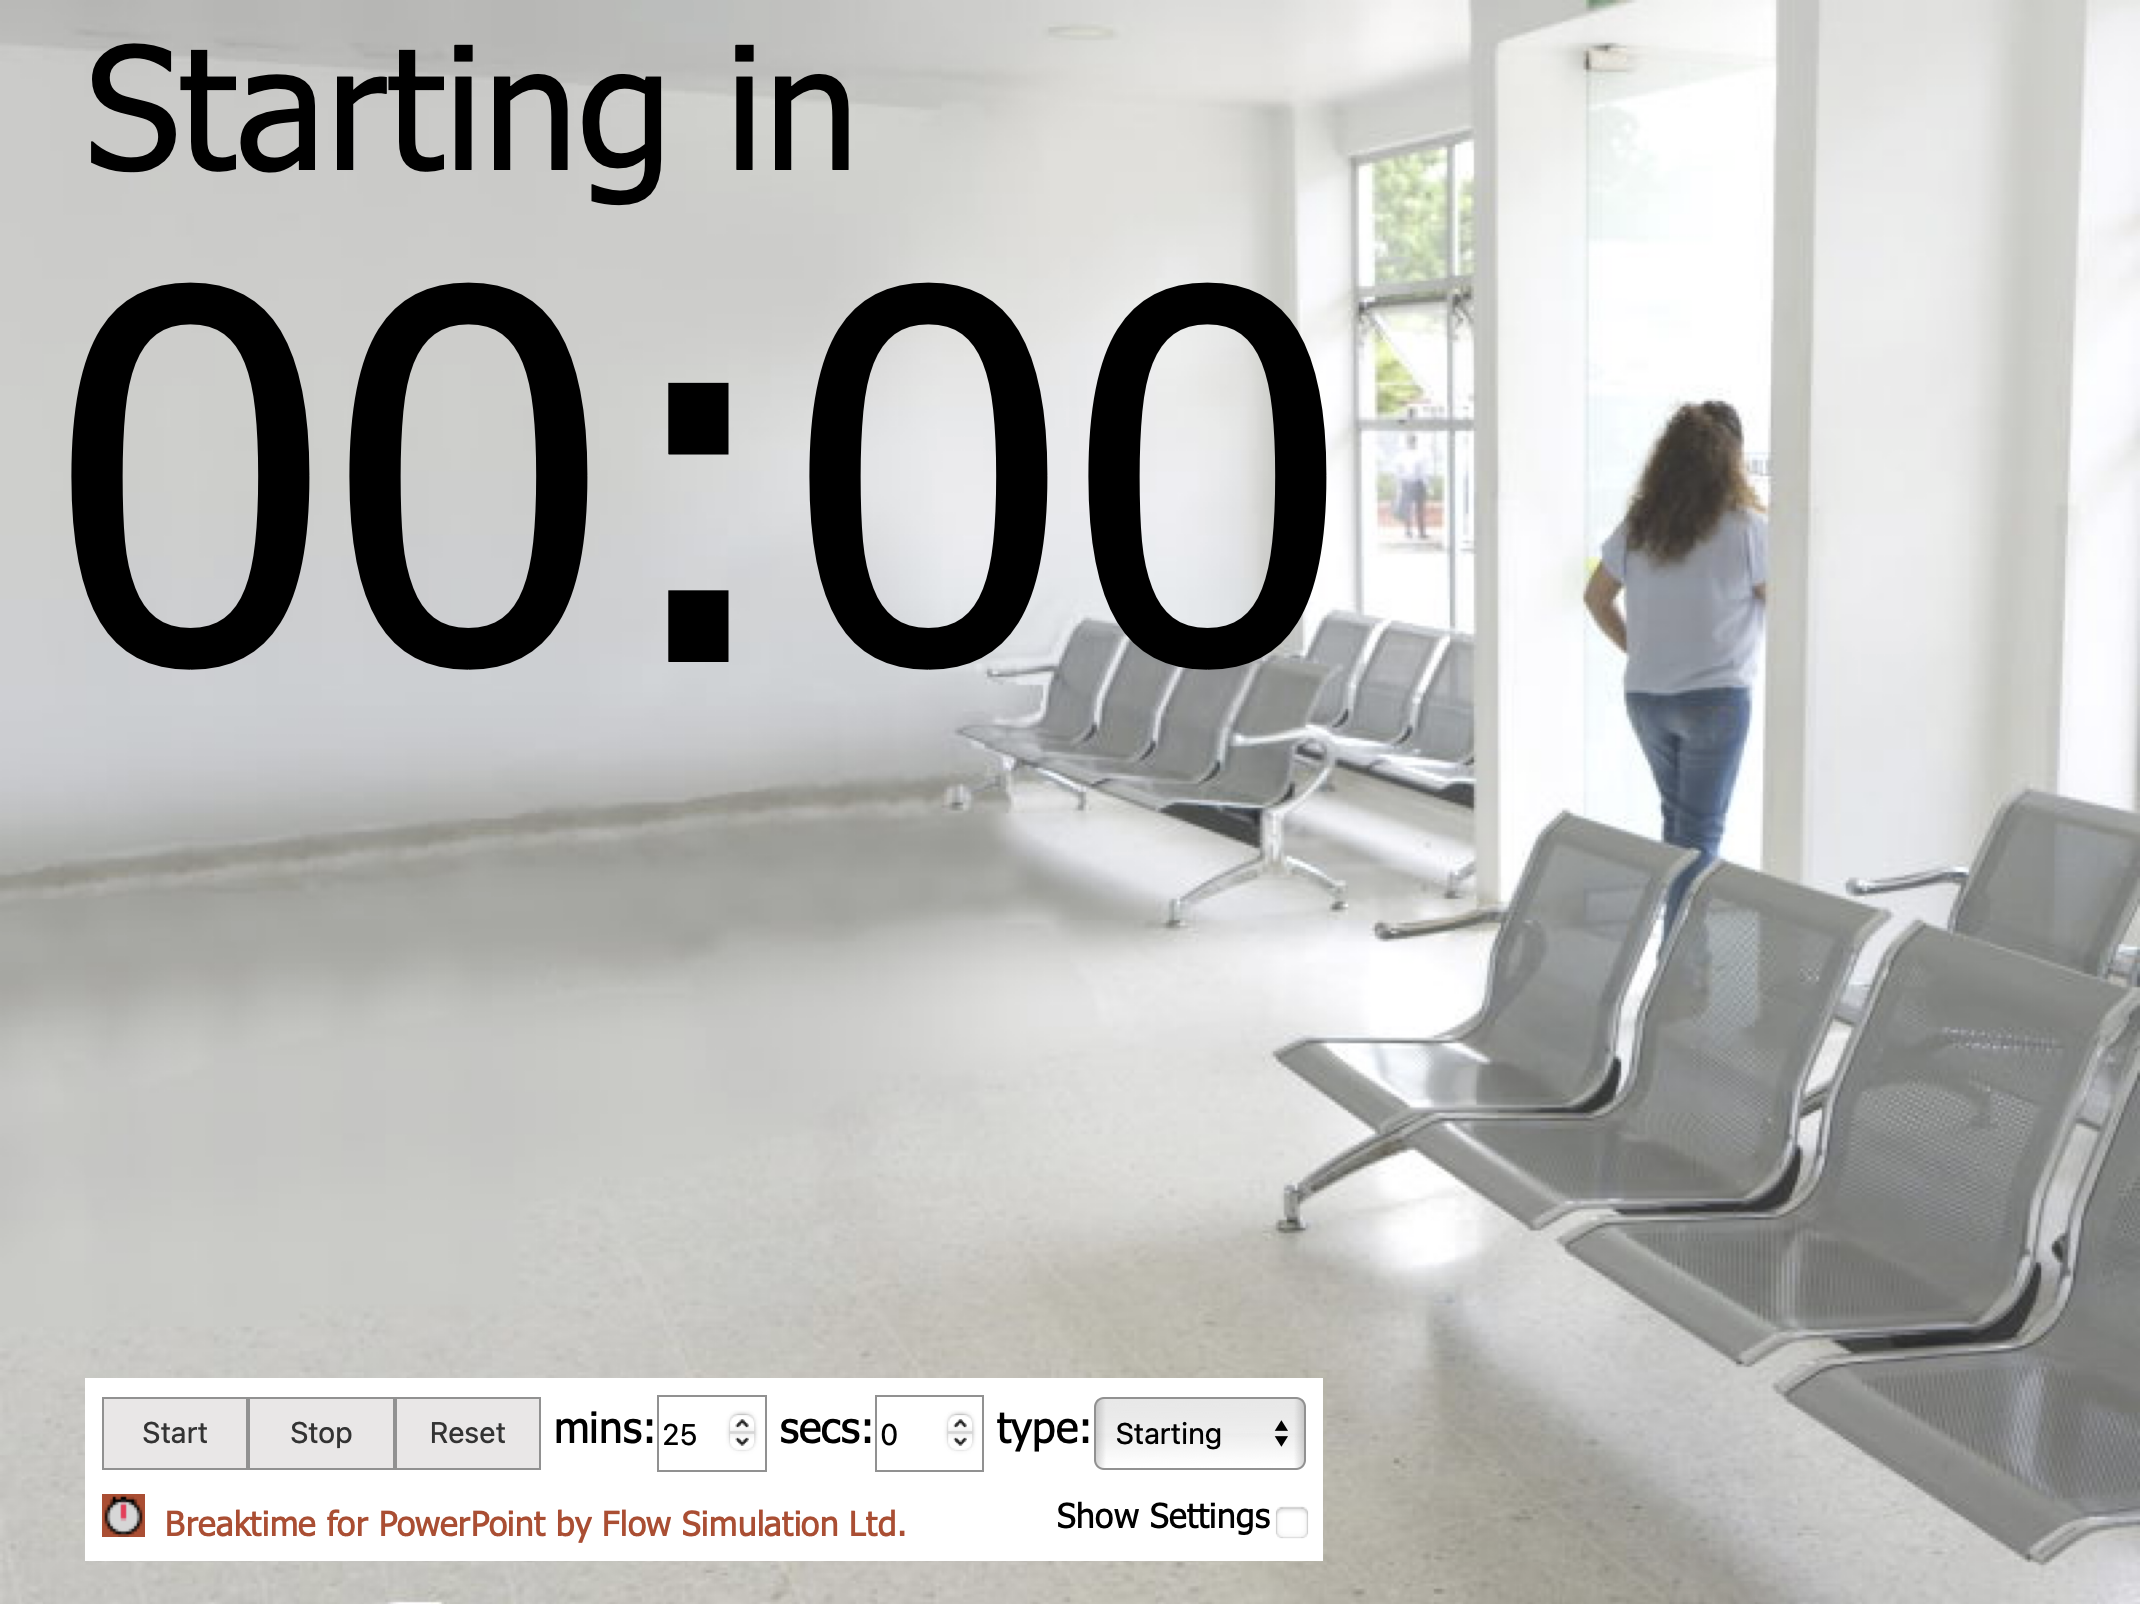 Starting in
00:00
Start Stop Reset mins: 25 secs: 0 type: Starting
Breaktime for PowerPoint by Flow Simulation Ltd. Show Settings